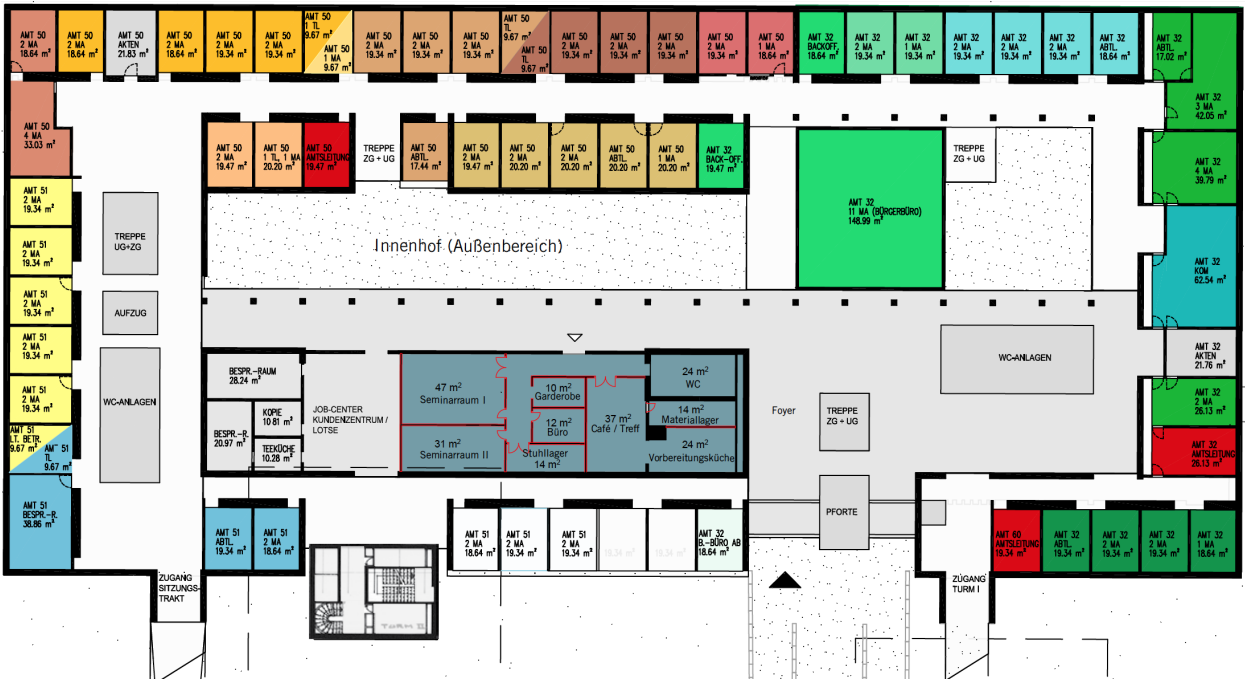 AMT 50
2 MA
18.64 m²
AMT 50
2 MA
18.64 m²
AMT 50
AKTEN
21.83 m²
AMT 50
2 MA
18.64 m²
AMT 50
2 MA
19.34 m²
AMT 50
2 MA
19.34 m²
AMT 50
1 TL
9.67 m²
AMT 50
1 MA
9.67 m²
AMT 50
2 MA
19.34 m²
AMT 50
2 MA
19.34 m²
AMT 50
2 MA
19.34 m²
AMT 50
TL
9.67 m²
AMT 50
TL
9.67 m²
AMT 50
2 MA
19.34 m²
AMT 50
2 MA
19.34 m²
AMT 50
2 MA
19.34 m²
AMT 50
2 MA
19.34 m²
AMT 50
1 MA
18.64 m²
AMT 32
BACKOFF.
18.64 m²
AMT 32
2 MA
19.34 m²
AMT 32
1 MA
19.34 m²
AMT 32
2 MA
19.34 m²
AMT 32
2 MA
19.34 m²
AMT 32
2 MA
19.34 m²
AMT 32
ABTL.
18.64 m²
AMT 32
ABTL.
17.02 m²
AMT 32
3 MA
42.05 m²
AMT 50
4 MA
33.03 m²
AMT 50
2 MA
19.47 m²
AMT 50
1 TL, 1 MA
20.20 m²
AMT 50
AMTSLEITUNG
19.47 m²
TREPPE
ZG + UG
AMT 50
ABTL.
17.44 m²
AMT 50
2 MA
19.47 m²
AMT 50
2 MA
20.20 m²
AMT 50
2 MA
20.20 m²
AMT 50
ABTL.
20.20 m²
AMT 50
1 MA
20.20 m²
AMT 32
BACK-OFF.
19.47 m²
TREPPE
ZG + UG
AMT 32
4 MA
39.79 m²
AMT 51
2 MA
19.34 m²
AMT 51
2 MA
19.34 m²
AMT 51
2 MA
19.34 m²
AMT 51
2 MA
19.34 m²
AMT 51
2 MA
19.34 m²
AMT 51
LT. BETR.
9.67 m²
AMT 51
TL
9.67 m²
AMT 51
BESPR.-R.
38.86 m²
TREPPE
UG+ZG
AUFZUG
WC-ANLAGEN
Innenhof (Außenbereich)
AMT 32
11 MA (BÜRGERBÜRO)
148.99 m²
AMT 32
KOM
62.54 m²
AMT 32
AKTEN
21.76 m²
AMT 32
2 MA
26.13 m²
AMT 32
AMTSLEITUNG
26.13 m²
WC-ANLAGEN
BESPR.-RAUM
28.24 m²
BESPR.-R.
20.97 m²
KOPIE
10.81 m²
TEEKÜCHE
10.28 m²
JOB-CENTER
KUNDENZENTRUM /
LOTSE
47 m²
Seminarraum I
31 m²
Seminarraum II
10 m²
Garderobe
12 m²
Büro
Stuhllager
14 m²
37 m²
Café / Treff
24 m²
WC
14 m²
Materiallager
24 m²
Vorbereitungsküche
Foyer
TREPPE
ZG + UG
PFORTE
AMT 51
ABTL.
19.34 m²
AMT 51
2 MA
18.64 m²
AMT 51
2 MA
18.64 m²
AMT 51
2 MA
19.34 m²
AMT 51
2 MA
19.34 m²
19.34 m²
19.34 m²
AMT 32
B.-BÜRO AB
18.64 m²
AMT 60
AMTSLEITUNG
19.34 m²
AMT 32
ABTL.
19.34 m²
AMT 32
2 MA
19.34 m²
AMT 32
2 MA
19.34 m²
AMT 32
1 MA
18.64 m²
ZUGANG
SITZUNGS-
TRAKT
TURM II
ZUGANG
TURM I